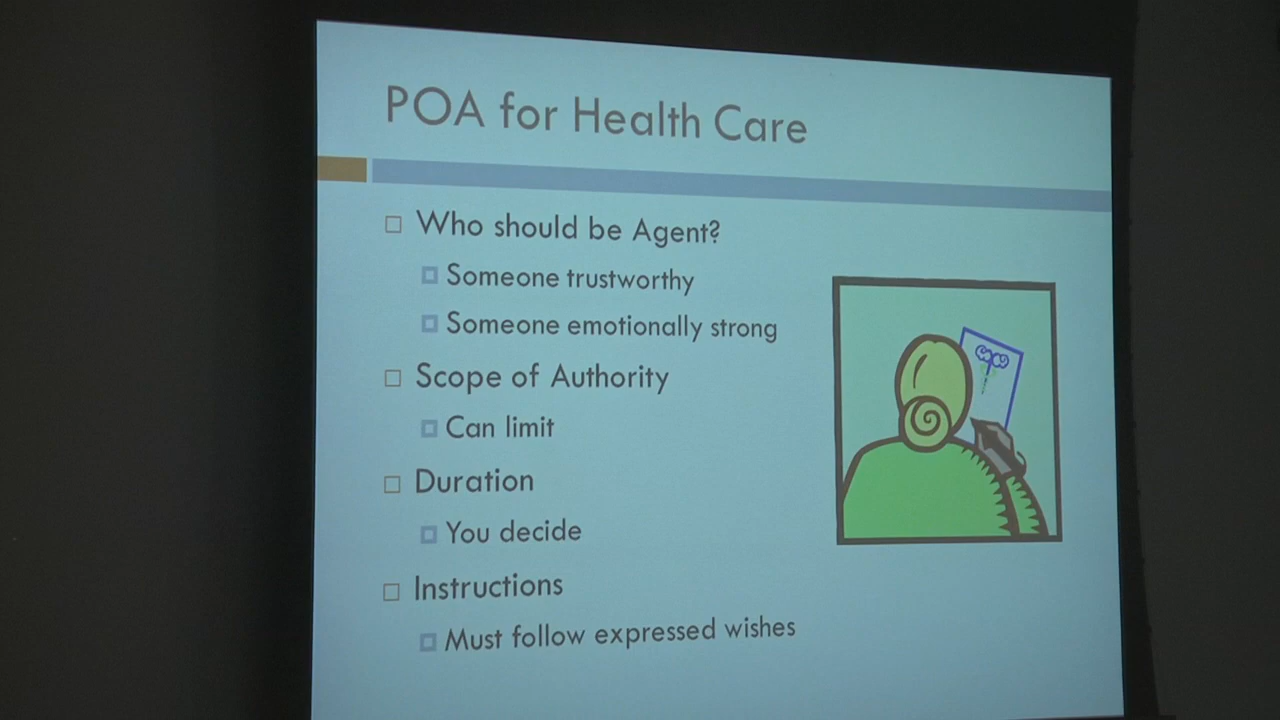 POA for Health Care
Who should be Agent?
Someone trustworthy
Someone emotionally strong
Scope of Authority
Can limit
Duration
You decide
Instructions
Must follow expressed wishes